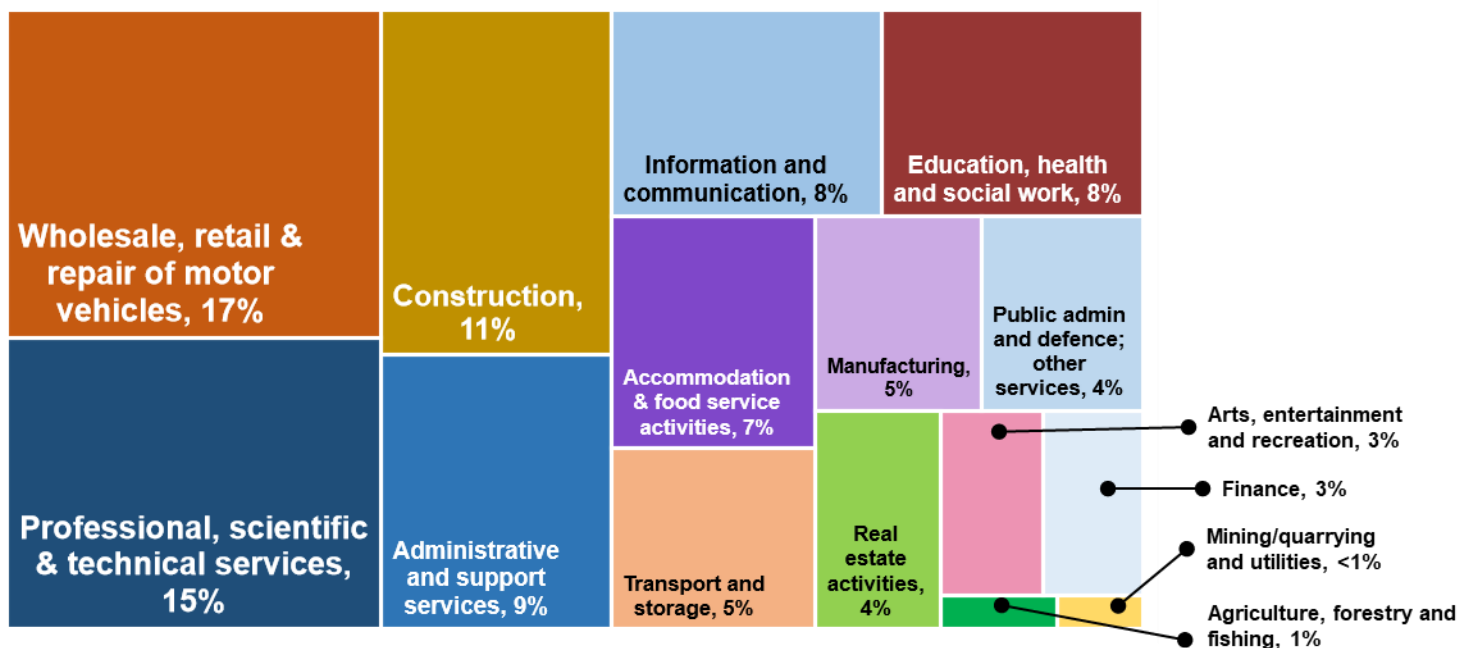 Wholesale, retail &
repair of motor
vehicles, 17%
Professional, scientific
& technical services,
15%
Construction,
11%
Administrative
and support
services, 9%
Information and
communication, 8%
Education, health
and social work, 8%
Accommodation
& food service
activities, 7%
Transport and
storage, 5%
Manufacturing,
5%
Public admin
and defence;
other
services, 4%
Real
estate
activities,
4%
Arts, entertainment
and recreation, 3%
Finance, 3%
Mining/quarrying
and utilities, <1%
Agriculture, forestry and
fishing, 1%